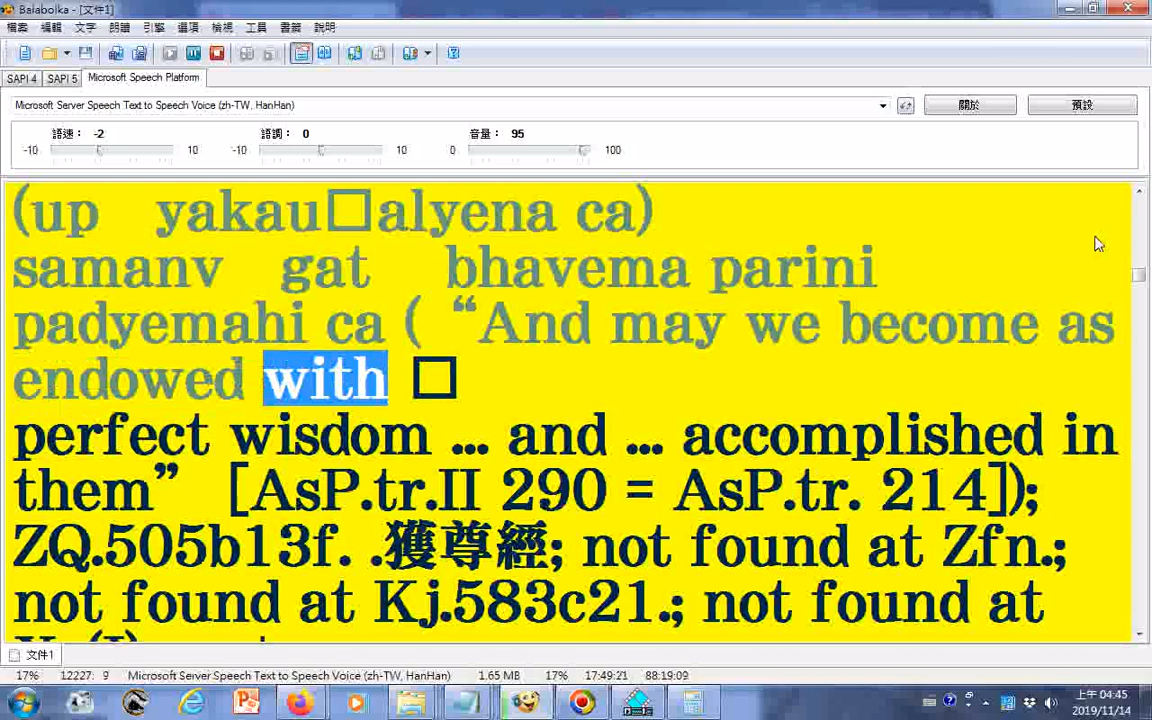 Balabolka - [文件1]
檔案 編輯 文字 朗讀 引擎 選項 檢視 工具 書籤 說明
SAPI 4 SAPI 5 Microsoft Speech Platform
Microsoft Server Speech Text to Speech Voice (zh-TW, HanHan) 關於 預設
語速： -2 語調： 0 音量： 95
-10 10 -10 10 0 100
(up yakau□alyena ca)
samanv gat bhavema parini
padyemahi ca ( “And may we become as
endowed with □
perfect wisdom ... and ... accomplished in
them” [AsP.tr.II 290 = AsP.tr. 214]);
ZQ.505b13f. .獲尊經; not found at Zfn.;
not found at Kj.583c21.; not found at
文件1
17% 12227: 9 Microsoft Server Speech Text to Speech Voice (zh-TW, HanHan) 1.65 MB 17% 17:49:21 88:19:09
上午 04:45
2019/11/14